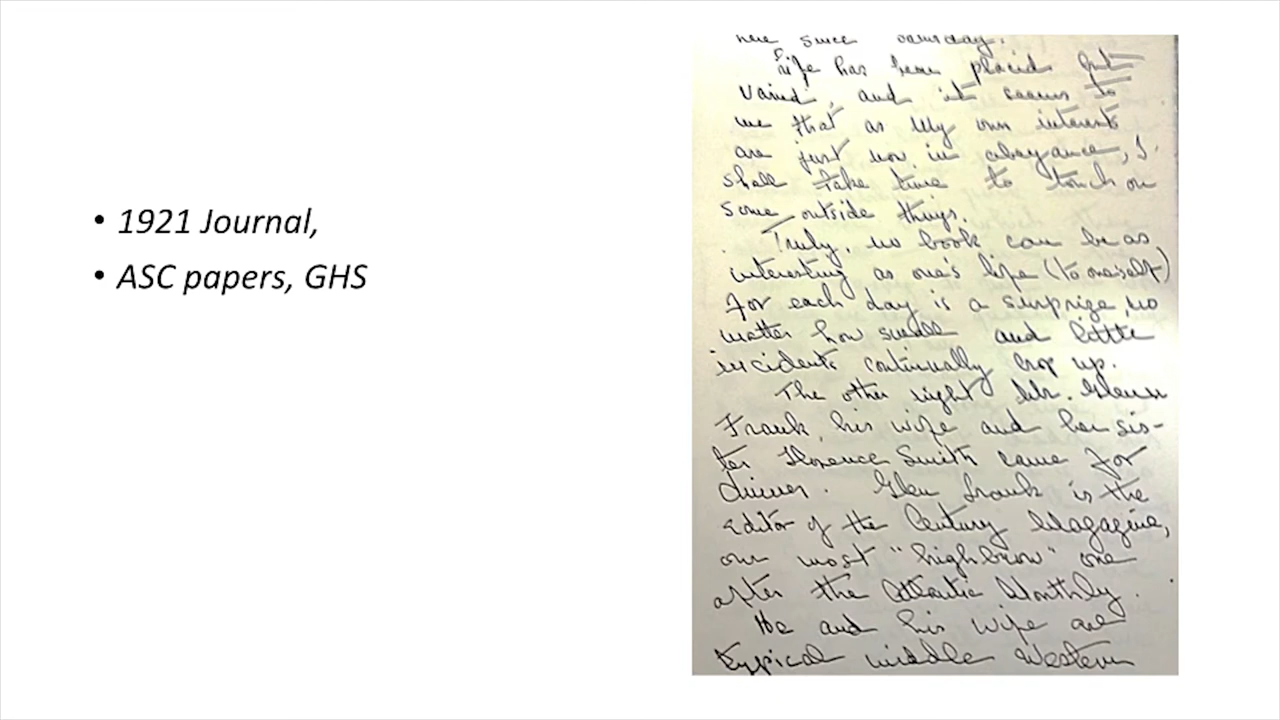 • 1921 Journal,
• ASC papers, GHS
here since
Life has been placid but
varied, and it seems to
me that as my own interests
are just now in abeyance, I
shall take time to touch on
some outside things.
Truly, no book can be as
interesting as one's life (to oneself)
for each day is a surprize, no
matter how small and little
incidents continually crop up.
The other night Mr. Glenn
Frank, his wife and her sis-
ter Florence Smith came for
dinner. Glen Frank is the
Editor of the Century Magazine,
our most "highbrow" one
after the Atlantic Monthly.
He and his wife are
typical middle Western